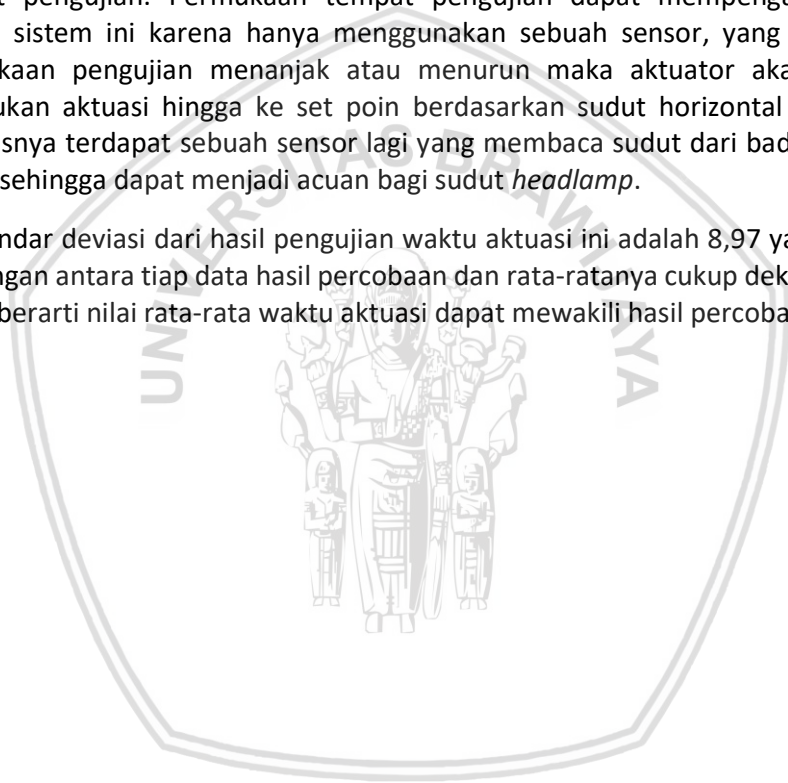 t pengujian. Permukaan tempat pengujian dapat mempenga
sistem ini karena hanya menggunakan sebuah sensor, yang
kaan pengujian menanjak atau menurun maka aktuator aka
ukan aktuasi hingga ke set poin berdasarkan sudut horizontal
snya terdapat sebuah sensor lagi yang membaca sudut dari bad
sehingga dapat menjadi acuan bagi sudut headlamp.
ndar deviasi dari hasil pengujian waktu aktuasi ini adalah 8,97 ya
ngan antara tiap data hasil percobaan dan rata-ratanya cukup dek
berarti nilai rata-rata waktu aktuasi dapat mewakili hasil percoba
UNIVERSITAS BRAWIJAYA